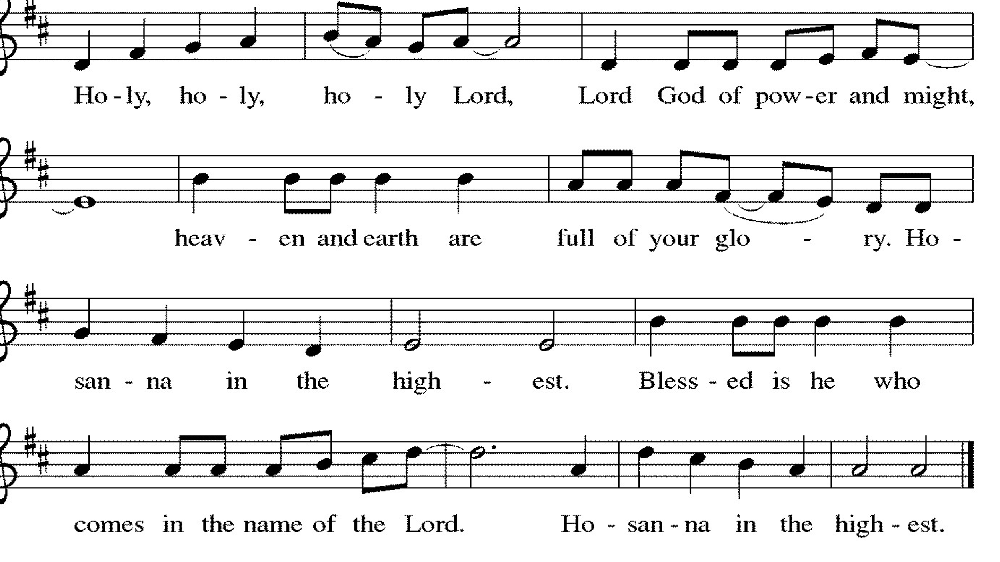 Ho - ly, ho - ly, ho - ly Lord, Lord God of pow - er and might,
heav - en and earth are full of your glo - ry. Ho -
san - na in the high - est. Bless - ed is he who
comes in the name of the Lord. Ho - san - na in the high - est.